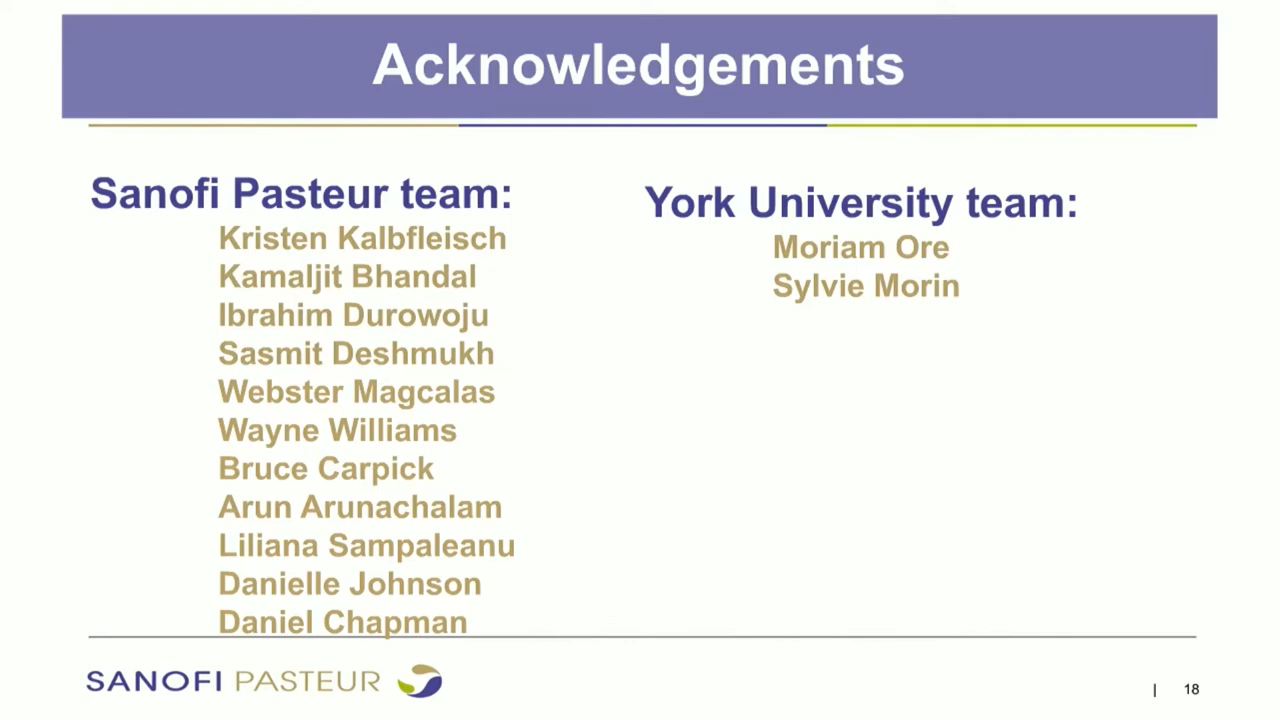 Acknowledgements
Sanofi Pasteur team:
Kristen Kalbfleisch
Kamaljit Bhandal
Ibrahim Durowoju
Sasmit Deshmukh
Webster Magcalas
Wayne Williams
Bruce Carpick
Arun Arunachalam
Liliana Sampaleanu
Danielle Johnson
Daniel Chapman
York University team:
Moriam Ore
Sylvie Morin
SANOFI PASTEUR
| 18